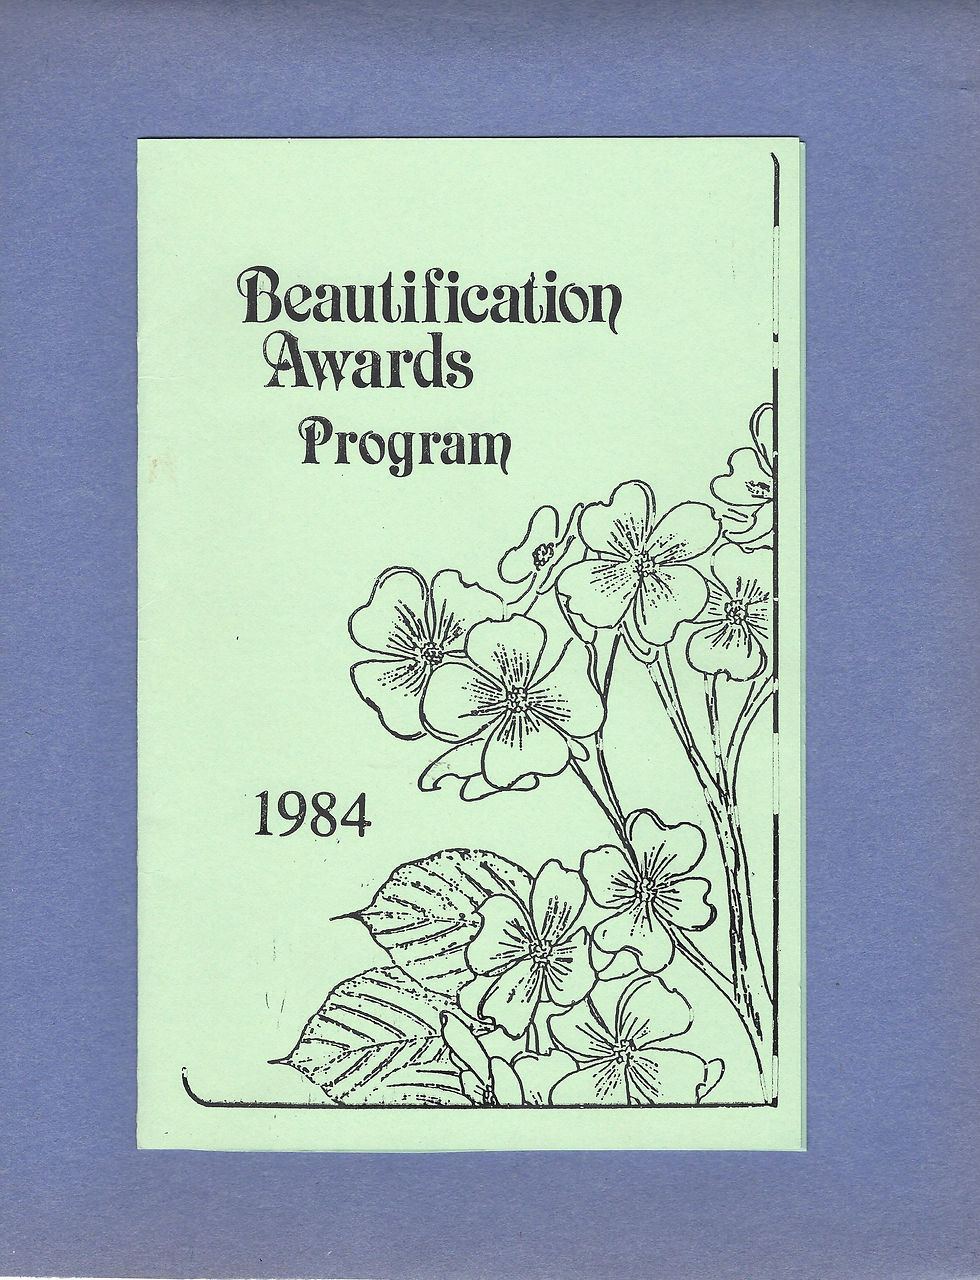 Beautification
Awards
Program
1984